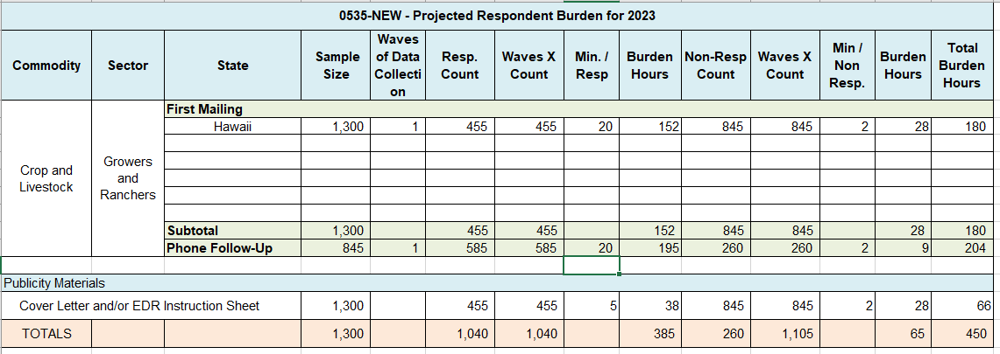 0535-NEW - Projected Respondent Burden for 2023
Commodity Sector State Sample Size Waves of Data Collecti on Resp. Count Waves X Count Min. / Resp Burden Hours Non-Resp Count Waves X Count Min / Non Resp. Burden Hours Total Burden Hours
Crop and Livestock
Growers and Ranchers
First Mailing
Hawaii 1,300 1 455 455 20 152 845 845 2 28 180
Subtotal 1,300 455 455 152 845 845 28 180
Phone Follow-Up 845 1 585 585 20 195 260 260 2 9 204
Publicity Materials
Cover Letter and/or EDR Instruction Sheet 1,300 455 455 5 38 845 845 2 28 66
TOTALS 1,300 1,040 1,040 385 260 1,105 65 450